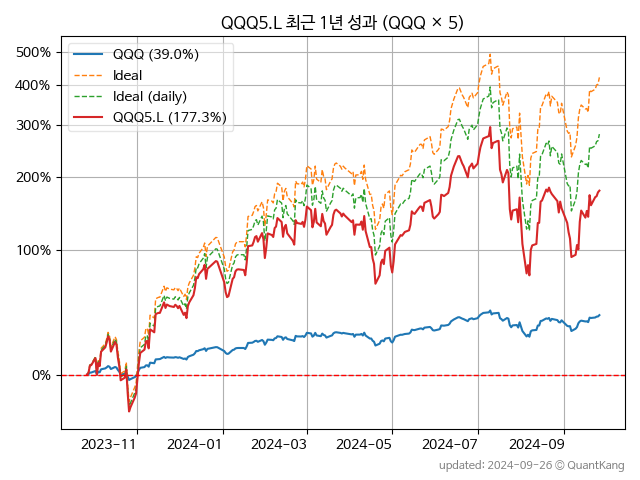 QQQ5.L 최근 1년 성과 (QQQ × 5)
500%
400%
300%
200%
100%
0%
QQQ (39.0%)
Ideal
Ideal (daily)
QQQ5.L (177.3%)
2023-11
2024-01
2024-03
2024-05
2024-07
2024-09
updated: 2024-09-26 © QuantKang